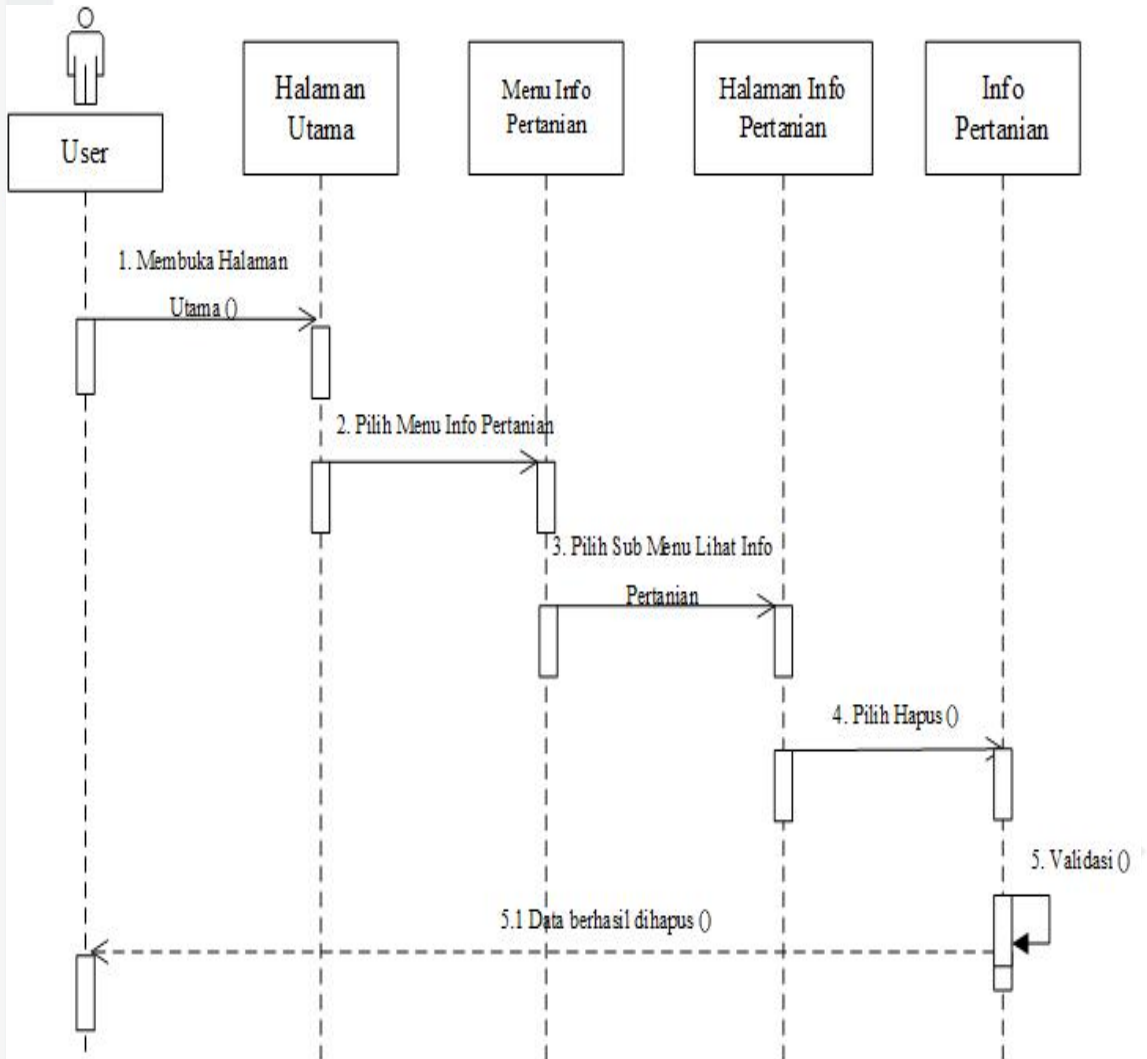 User
Halaman
Utama
Menu Info
Pertanian
Halaman Info
Pertanian
Info
Pertanian
1. Membuka Halaman
Utama ()
2. Pilih Menu Info Pertanian
3. Pilih Sub Menu Lihat Info
Pertanian
4. Pilih Hapus ()
5. Validasi ()
5.1 Data berhasil dihapus ()